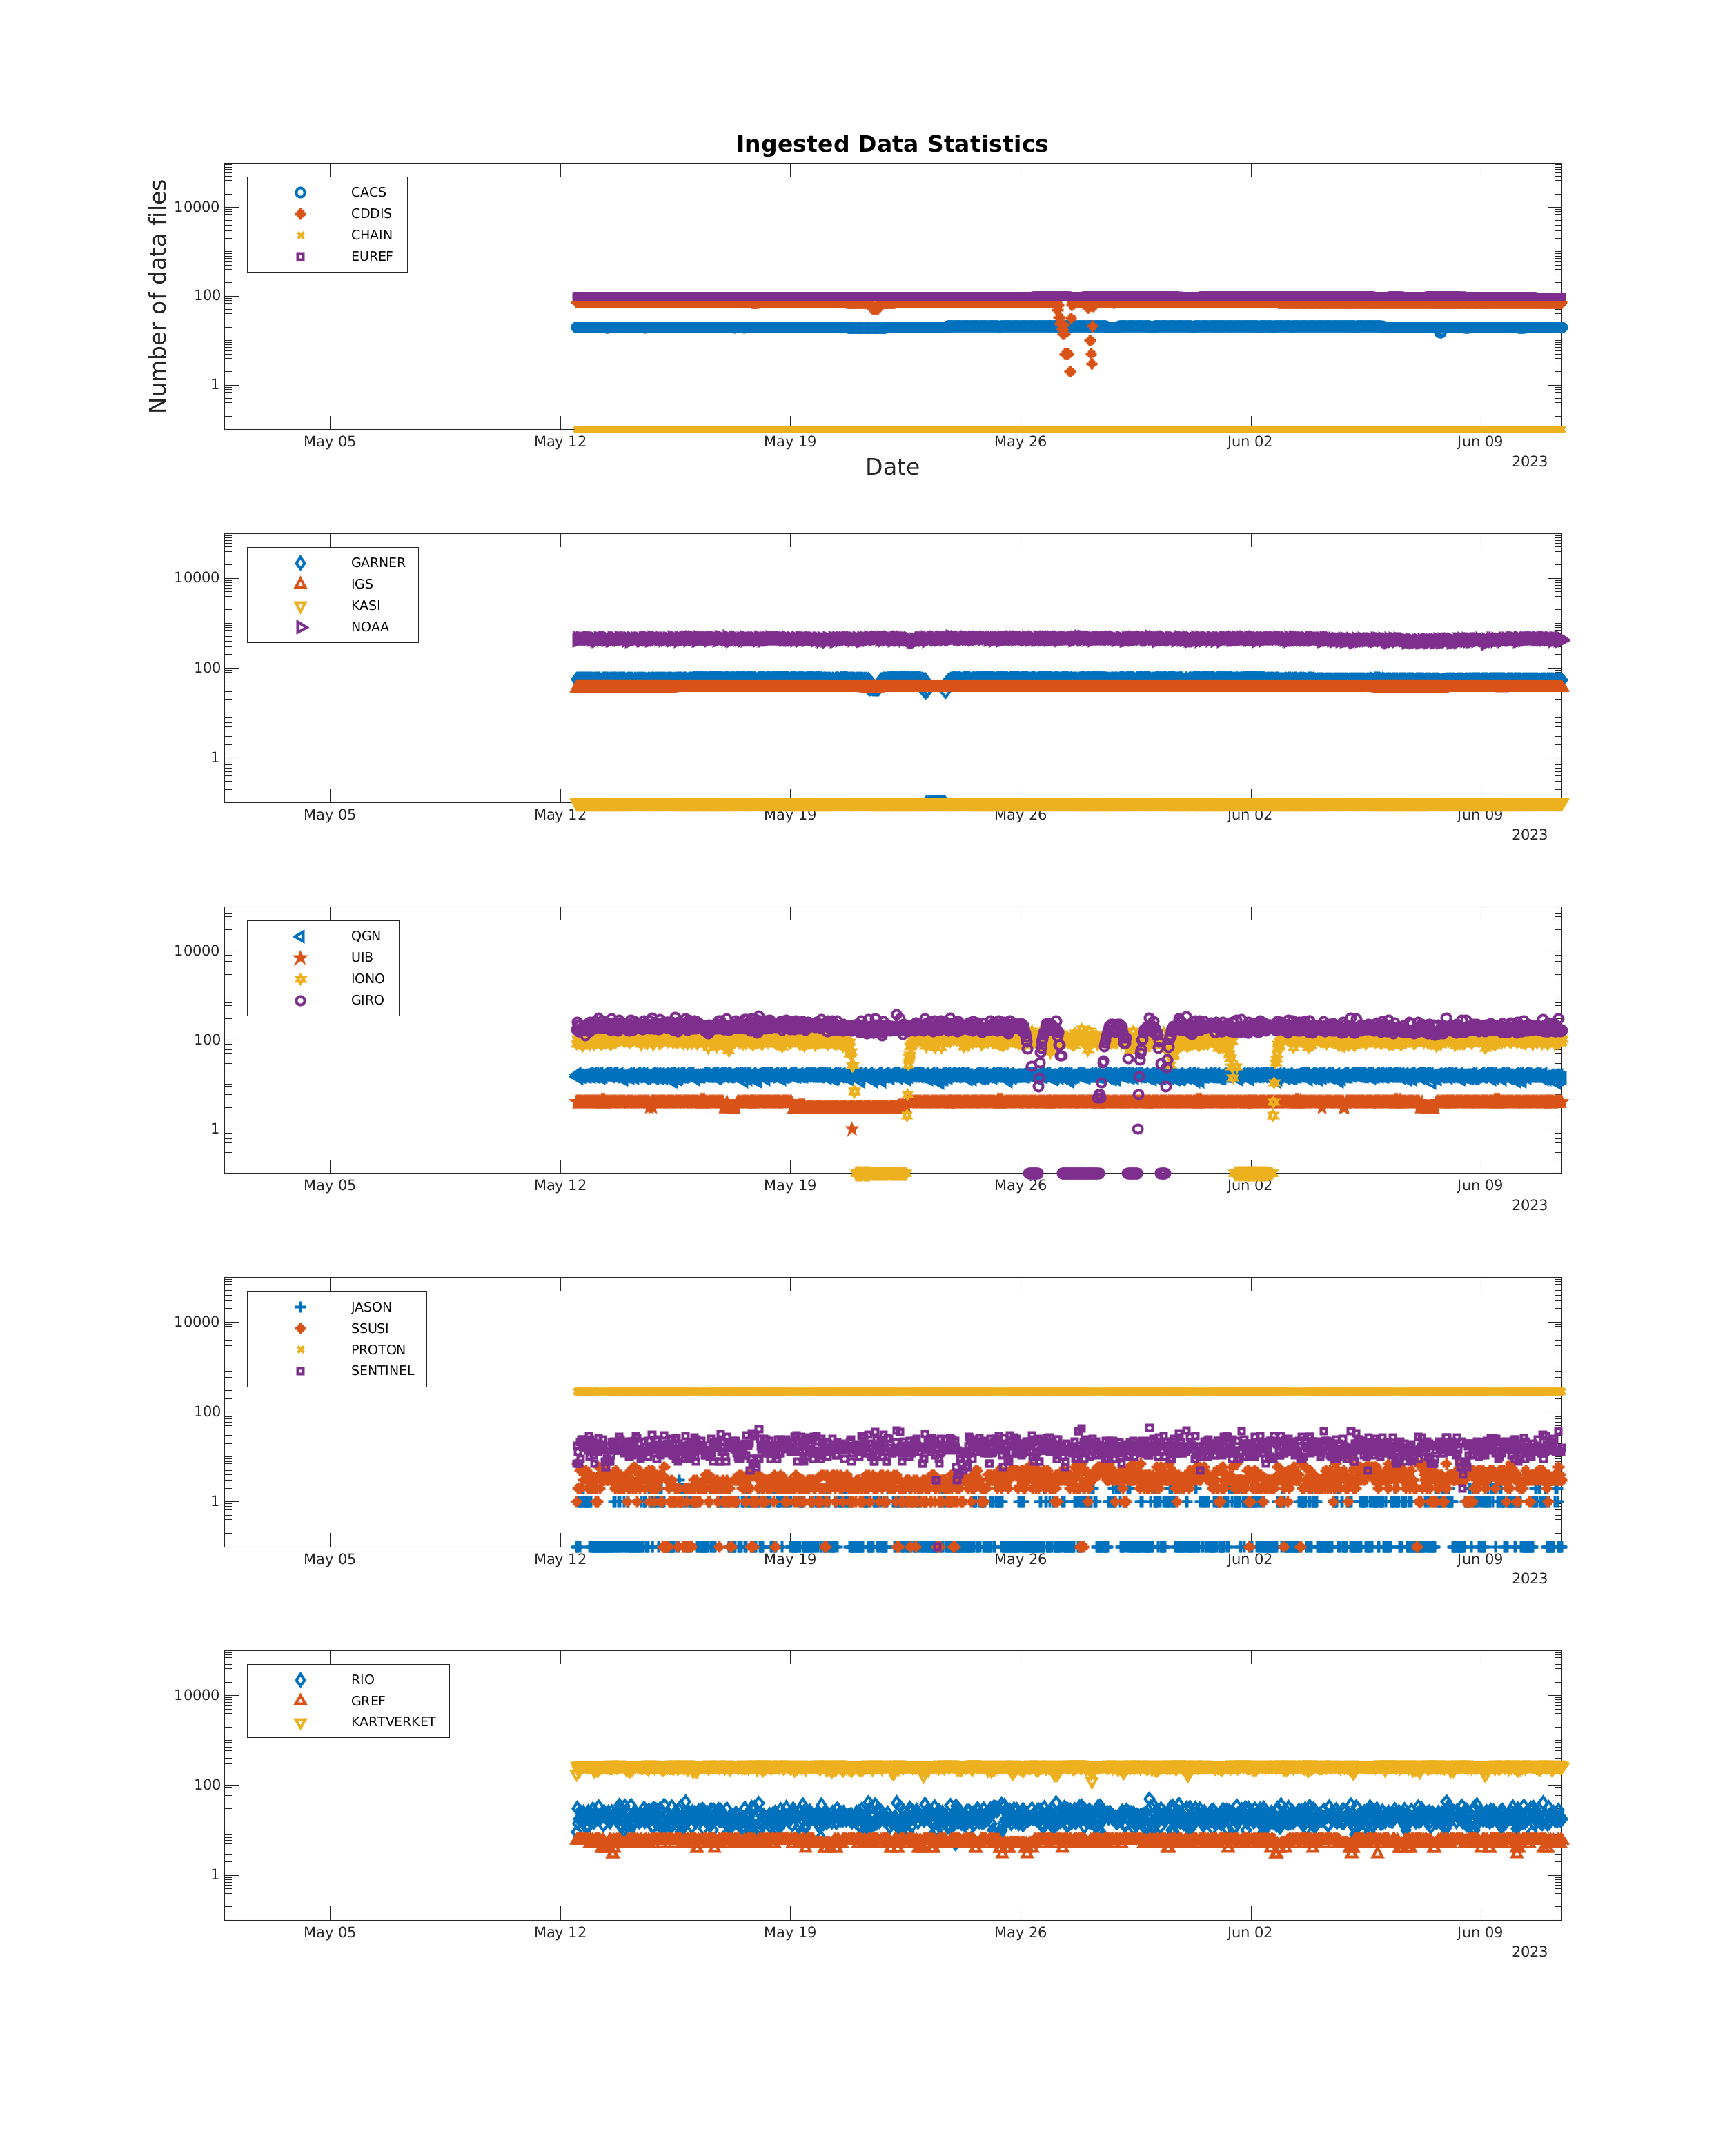 Ingested Data Statistics
Number of data files
10000
100
1
CACS
CDDIS
CHAIN
EUREF
May 05 May 12 May 19 May 26 Jun 02 Jun 09
2023
Date
10000
100
1
GARNER
IGS
KASI
NOAA
May 05 May 12 May 19 May 26 Jun 02 Jun 09
2023
10000
100
1
QGN
UIB
IONO
GIRO
May 05 May 12 May 19 May 26 Jun 02 Jun 09
2023
10000
100
1
JASON
SSUSI
PROTON
SENTINEL
May 05 May 12 May 19 May 26 Jun 02 Jun 09
2023
10000
100
1
RIO
GREF
KARTVERKET
May 05 May 12 May 19 May 26 Jun 02 Jun 09
2023